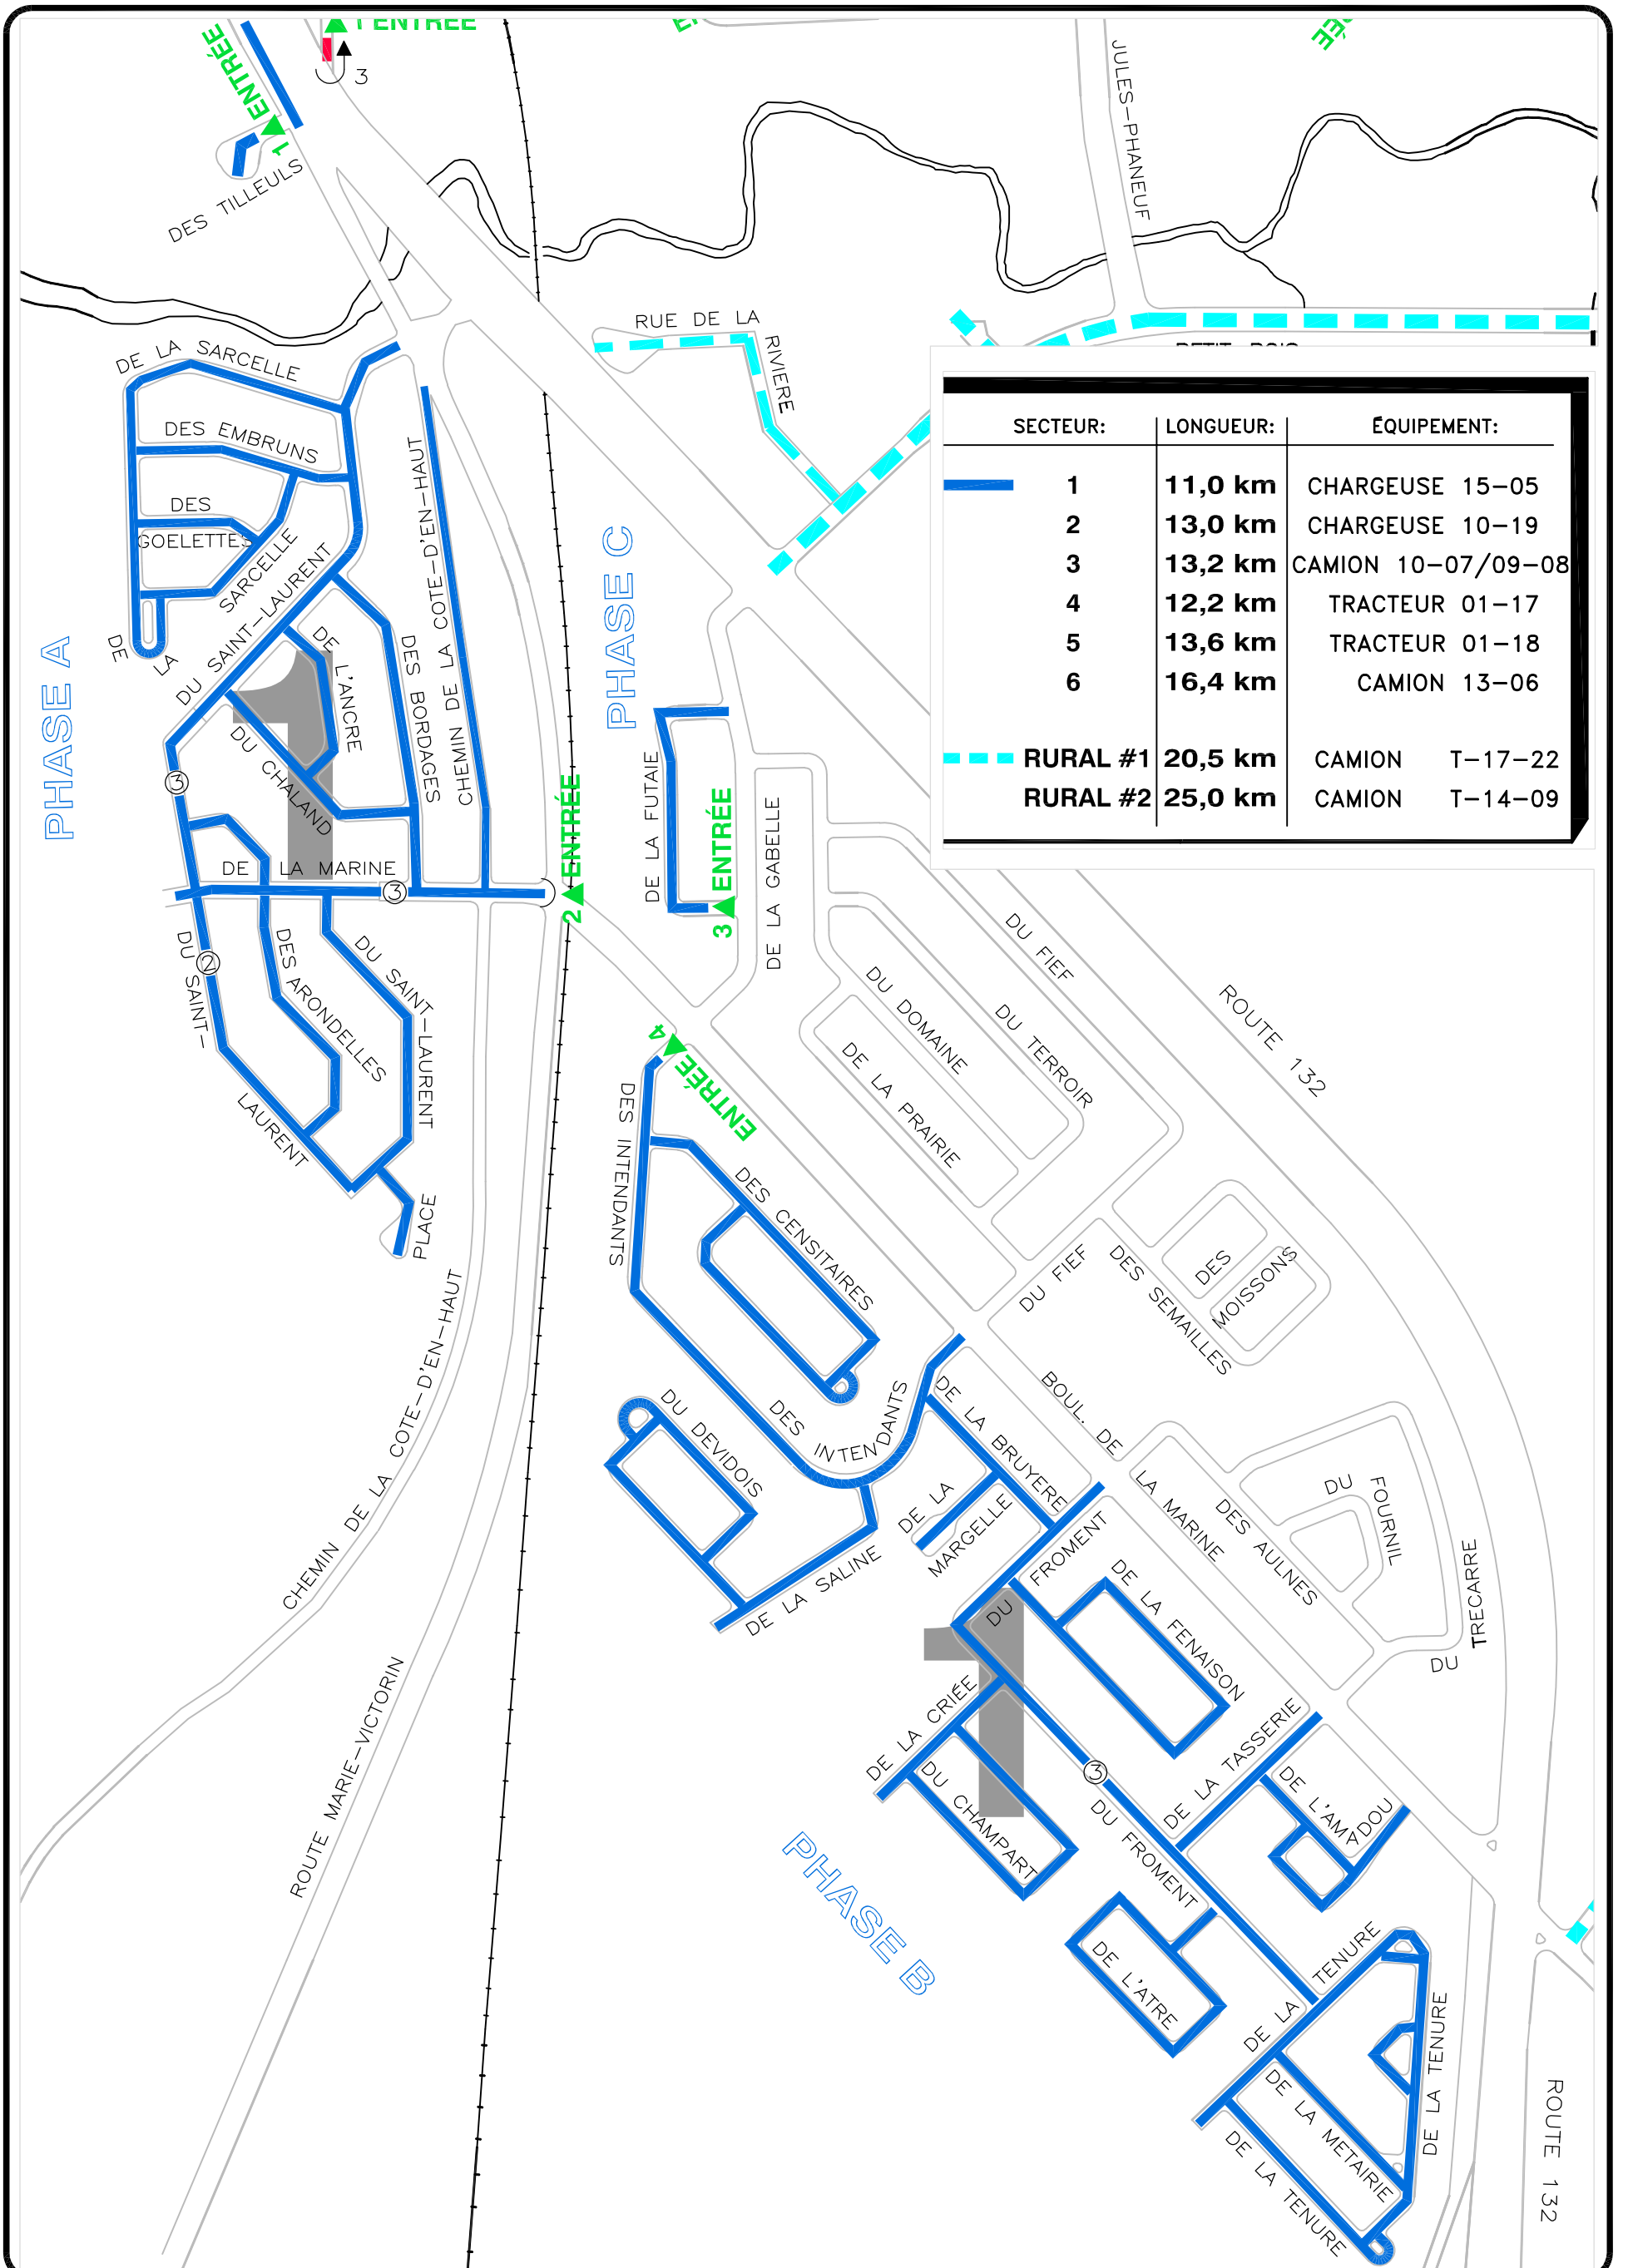 1 ENTRÉE
ENTRÉE
1
3
DES TILLEULS
JULES-PHANEUF
RUE DE LA
RIVIERE
SECTEUR: LONGUEUR: ÉQUIPEMENT:
1 11,0 km CHARGEUSE 15-05
2 13,0 km CHARGEUSE 10-19
3 13,2 km CAMION 10-07/09-08
4 12,2 km TRACTEUR 01-17
5 13,6 km TRACTEUR 01-18
6 16,4 km CAMION 13-06
RURAL #1 20,5 km CAMION T-17-22
RURAL #2 25,0 km CAMION T-14-09
DE LA SARCELLE
DES EMBRUNS
DES
GOELETTES
SARCELLE
DE LA
DU SAINT-LAURENT
DE L'ANCRE
DES BORDAGES
CHEMIN DE LA COTE-D'EN-HAUT
DU CHALAND
1
PHASE A
PHASE C
3
DE LA MARINE
3
2 ENTRÉE
DE LA FUTAIE
3 ENTRÉE
DE LA GABELLE
2
DU SAINT-
LAURENT
DES ARONDELLES
DU SAINT-LAURENT
PLACE
DU FIEF
ROUTE 132
DU DOMAINE
DU TERROIR
DE LA PRAIRIE
4
ENTRÉE
DES INTENDANTS
DES CENSITAIRES
DU FIEF
DES SEMAILLES
DES
MOISSONS
CHEMIN DE LA COTE-D'EN-HAUT
DU DEVIDOIS
DES
INTENDANTS
DE LA BRUYERE
DE LA
MARGELLE
DE LA SALINE
BOUL. DE
LA MARINE
DES AULNES
DU
FOURNIL
DU
TRECARRE
DU
FROMENT
DE LA FENAISON
1
DE LA CRIÉE
DU CHAMPART
3
DU FROMENT
DE LA TASSERIE
DE L'AMADOU
ROUTE MARIE-VICTORIN
PHASE B
DE L'ATRE
DE LA
TENURE
DE LA TENURE
DE LA METAIRIE
DE LA TENURE
ROUTE 132